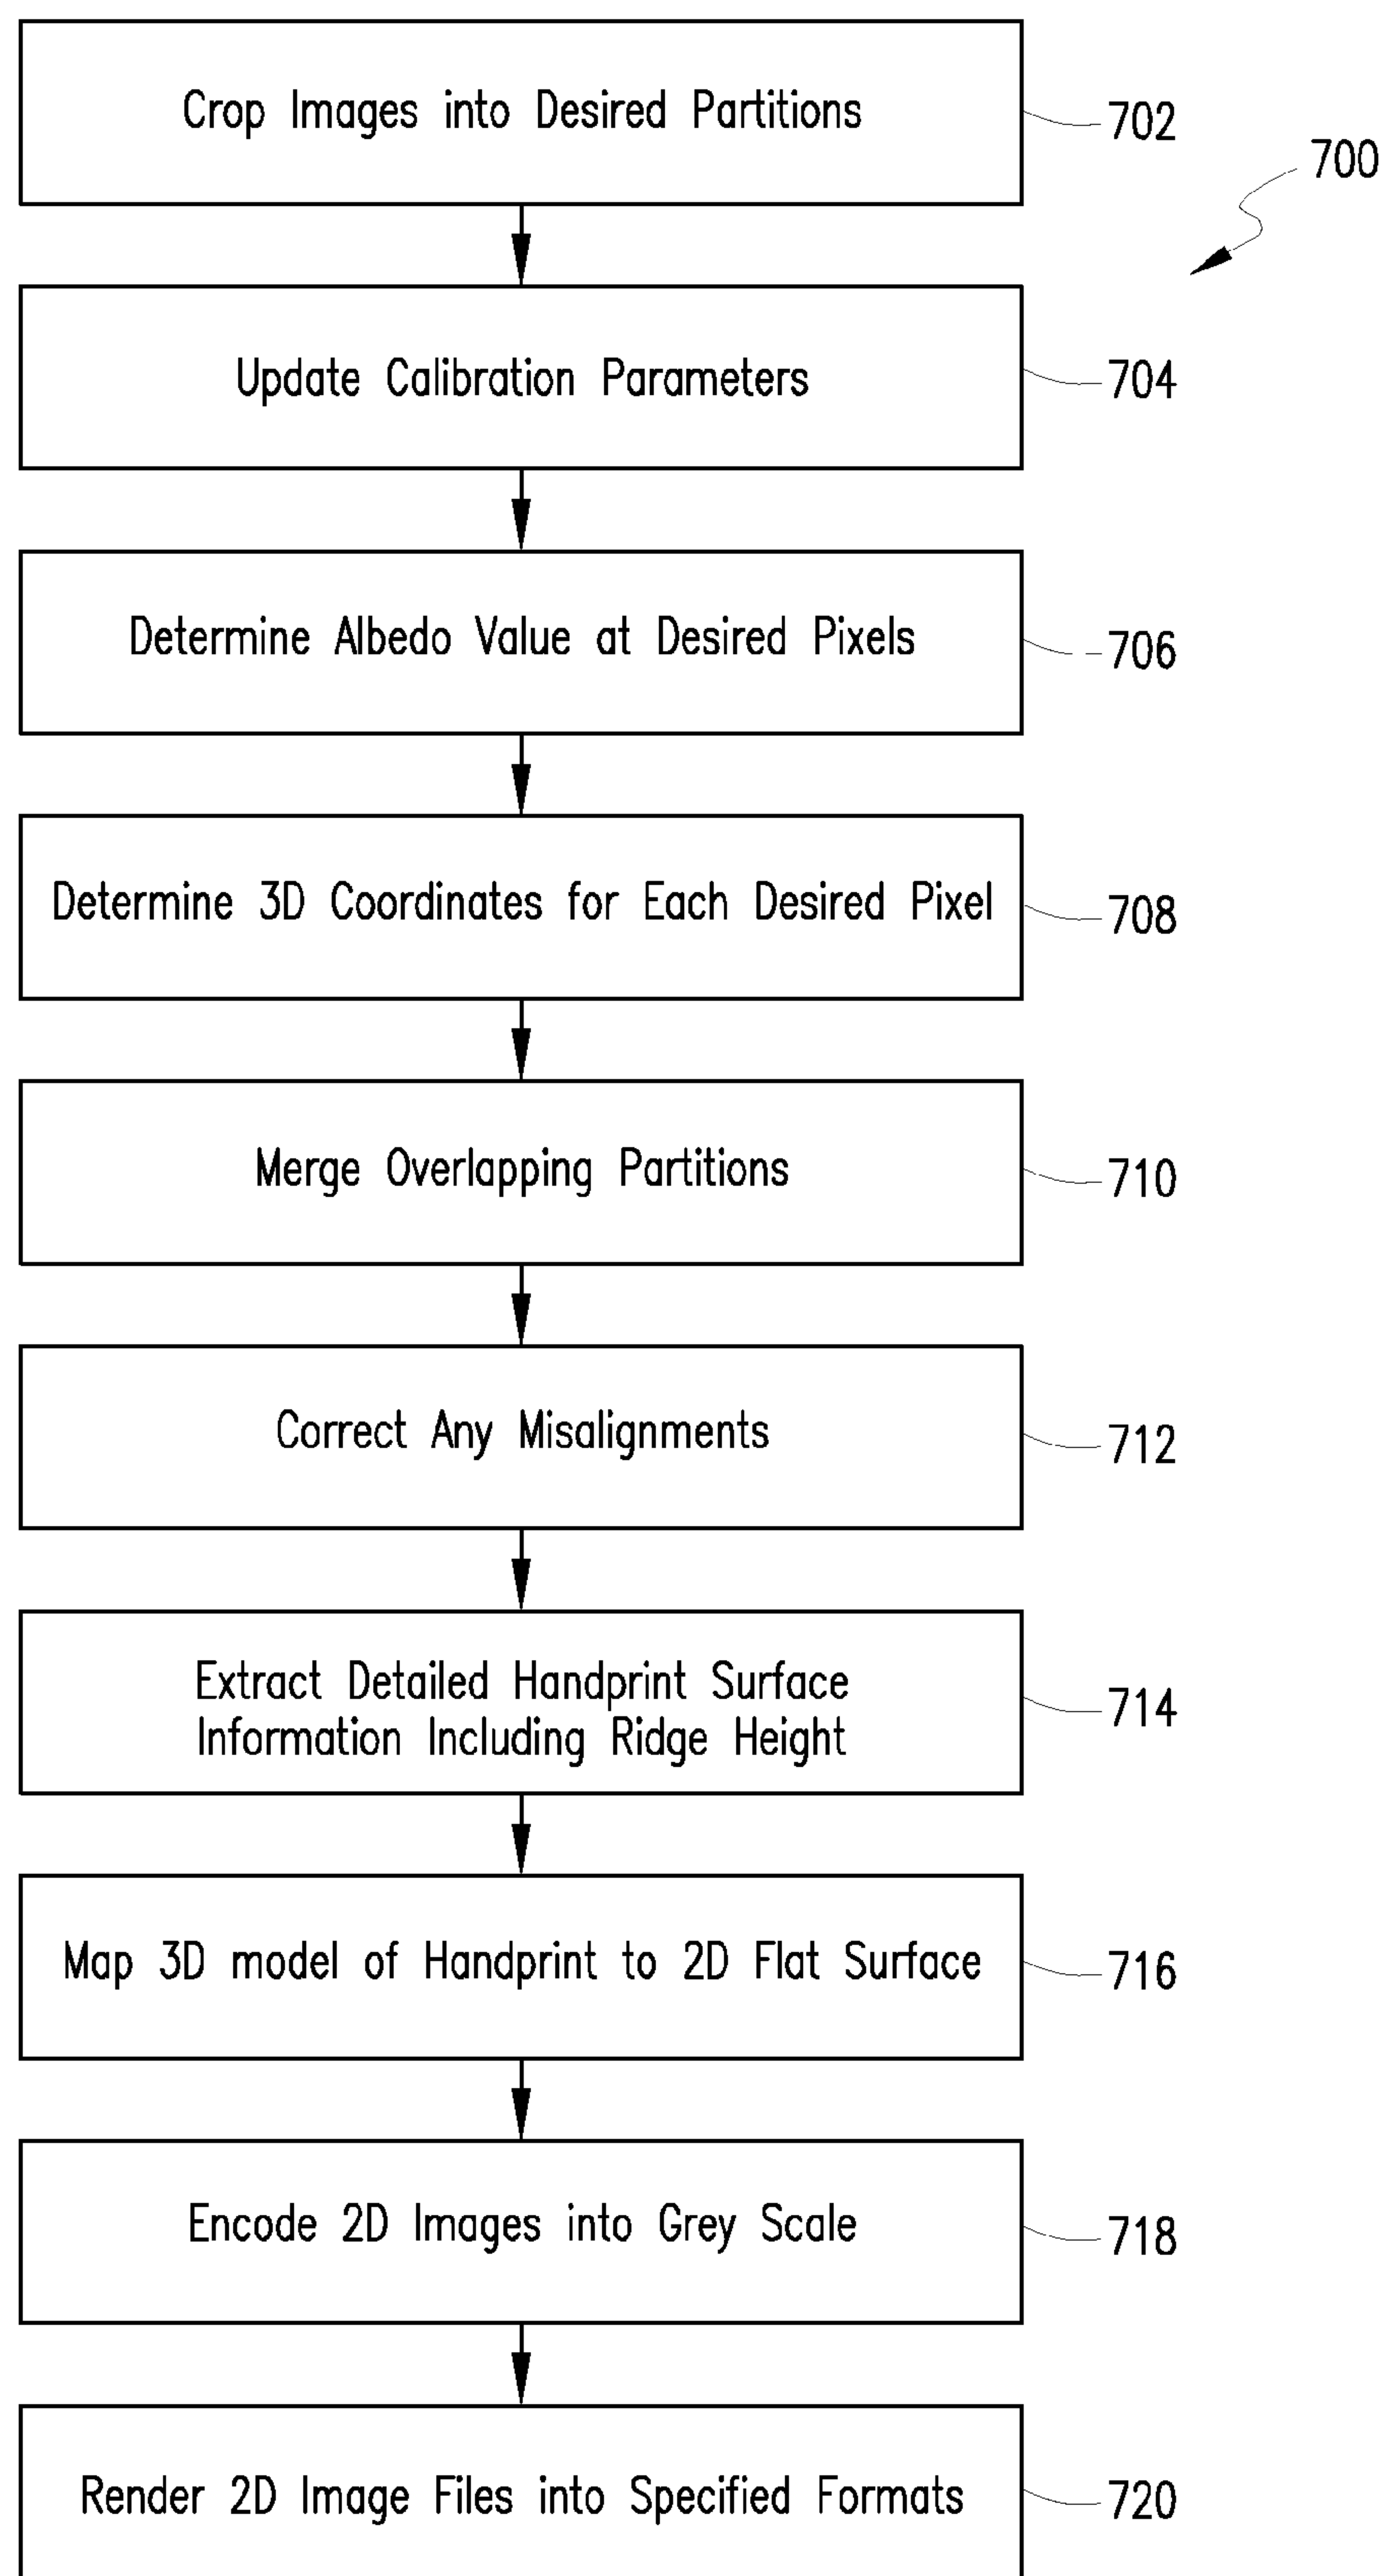 Crop Images into Desired Partitions
702
700
Update Calibration Parameters
704
Determine Albedo Value at Desired Pixels
706
Determine 3D Coordinates for Each Desired Pixel
708
Merge Overlapping Partitions
710
Correct Any Misalignments
712
Extract Detailed Handprint Surface
Information Including Ridge Height
714
Map 3D model of Handprint to 2D Flat Surface
716
Encode 2D Images into Grey Scale
718
Render 2D Image Files into Specified Formats
720